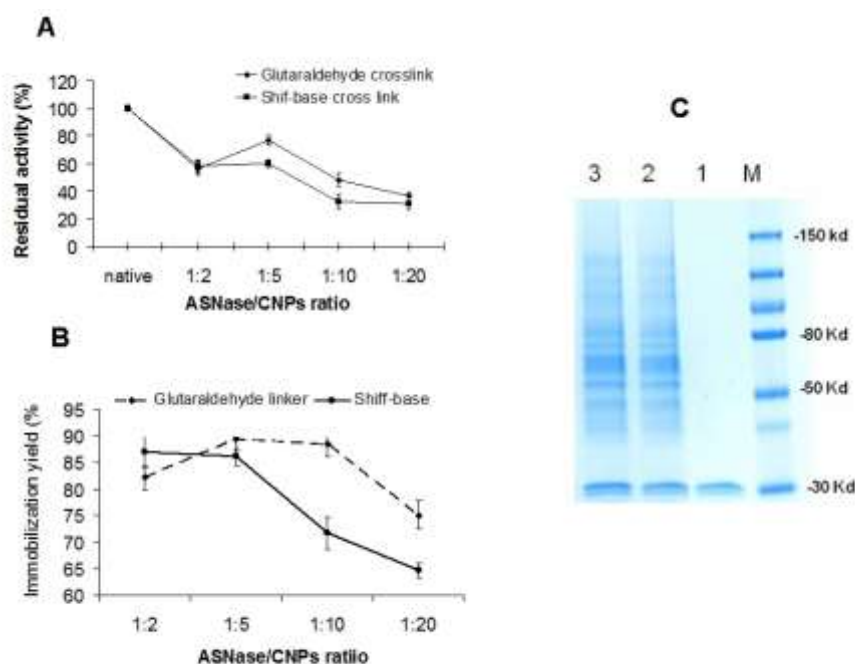 A
Glutaraldehyde crosslink
Shif-base cross link
Residual activity (%)
120
100
80
60
40
20
0
native 1:2 1:5 1:10 1:20
ASNase/CNPs ratio
B
Glutaraldehyde linker Shiff-base
Immobilization yield (%
95
90
85
80
75
70
65
60
1:2 1:5 1:10 1:20
ASNase/CNPs ratiio
C
3 2 1 M
-150 kd
-80 Kd
-50 Kd
-30 Kd